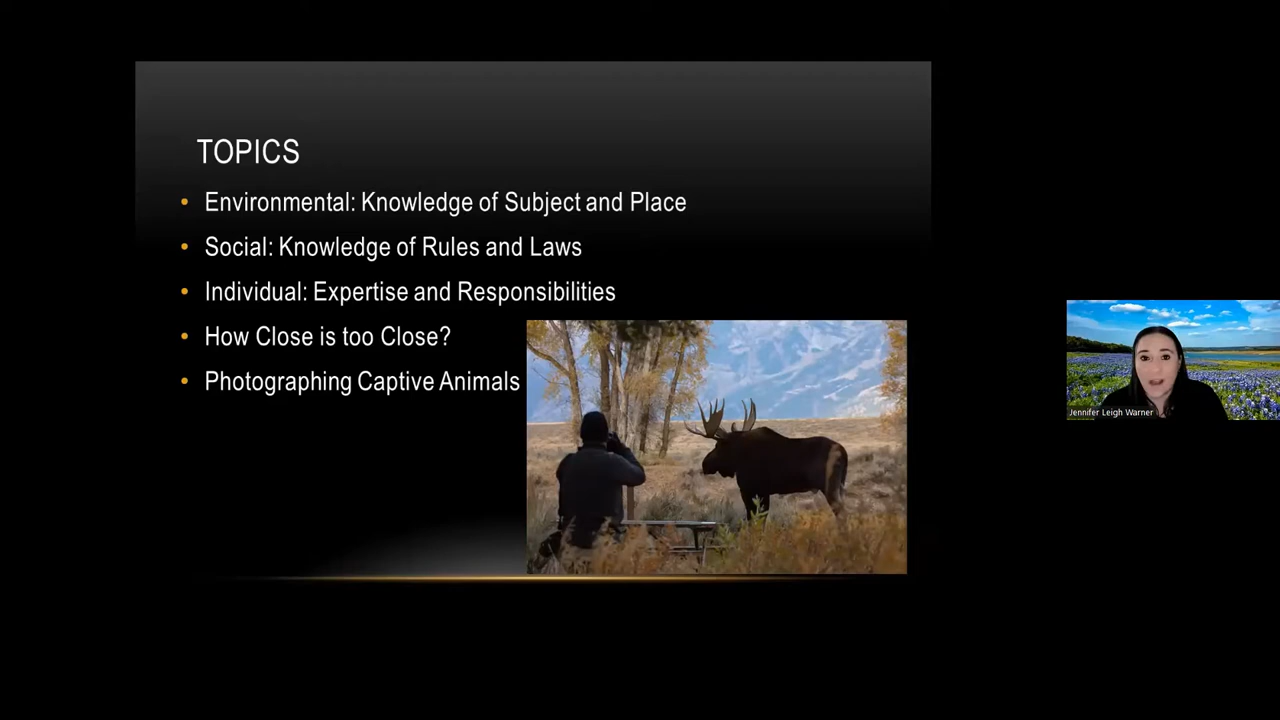 TOPICS
Environmental: Knowledge of Subject and Place
Social: Knowledge of Rules and Laws
Individual: Expertise and Responsibilities
How Close is too Close?
Photographing Captive Animals
Jennifer Leigh Warner